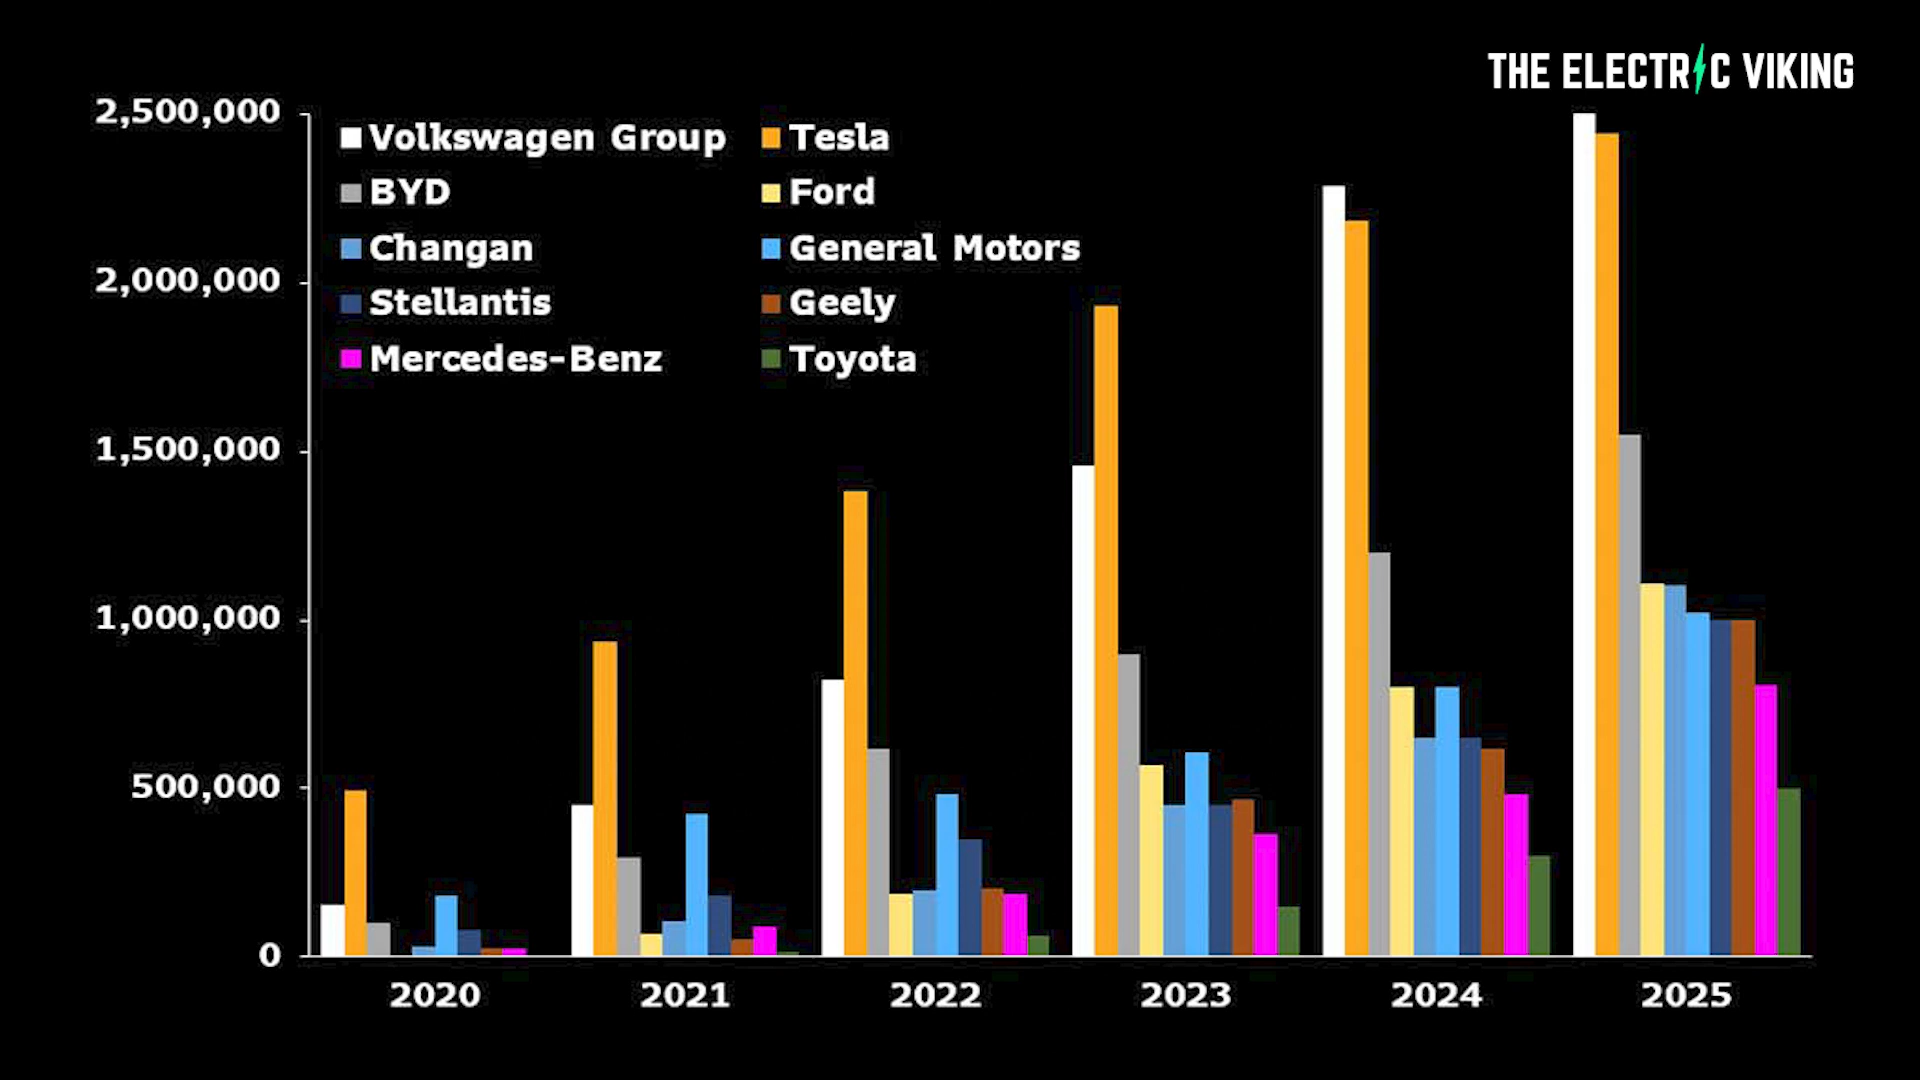 THE ELECTRIC VIKING
2,500,000
2,000,000
1,500,000
1,000,000
500,000
0
Volkswagen Group
Tesla
BYD
Ford
Changan
General Motors
Stellantis
Geely
Mercedes-Benz
Toyota
2020
2021
2022
2023
2024
2025